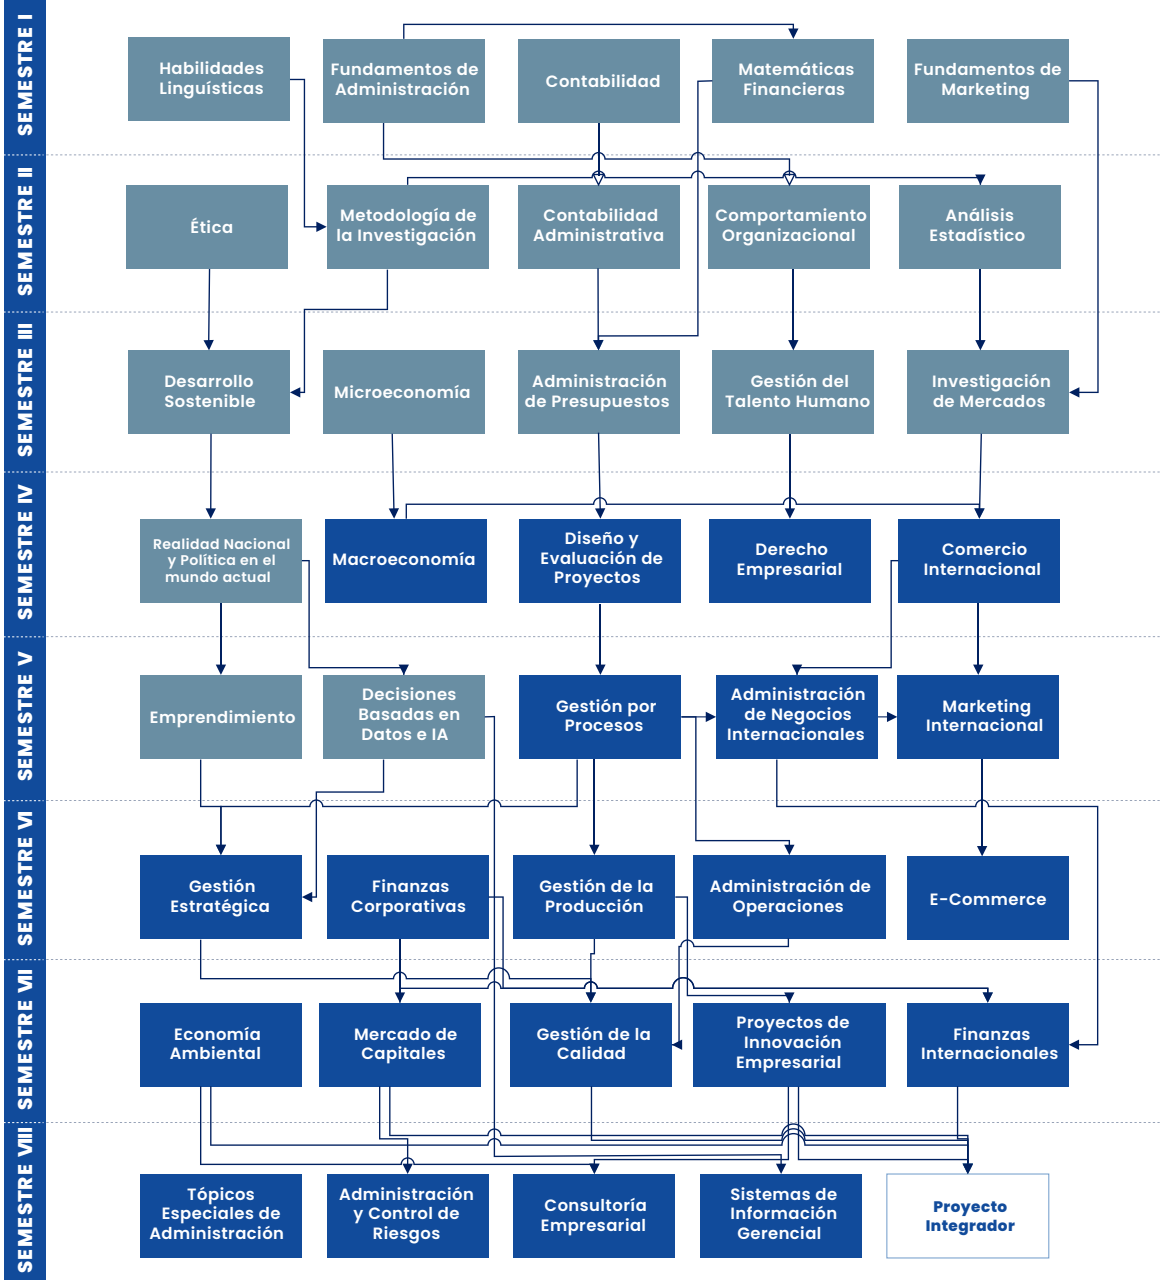 SEMESTRE I
Habilidades
Linguísticas
Fundamentos de
Administración
Contabilidad
Matemáticas
Financieras
Fundamentos de
Marketing
SEMESTRE II
Ética
Metodología de
la Investigación
Contabilidad
Administrativa
Comportamiento
Organizacional
Análisis
Estadístico
SEMESTRE III
Desarrollo
Sostenible
Microeconomía
Administración
de Presupuestos
Gestión del
Talento Humano
Investigación
de Mercados
SEMESTRE IV
Realidad Nacional
y Política en el
mundo actual
Macroeconomía
Diseño y
Evaluación de
Proyectos
Derecho
Empresarial
Comercio
Internacional
SEMESTRE V
Emprendimiento
Decisiones
Basadas en
Datos e IA
Gestión por
Procesos
Administración
de Negocios
Internacionales
Marketing
Internacional
SEMESTRE VI
Gestión
Estratégica
Finanzas
Corporativas
Gestión de la
Producción
Administración de
Operaciones
E-Commerce
SEMESTRE VII
Economía
Ambiental
Mercado de
Capitales
Gestión de la
Calidad
Proyectos de
Innovación
Empresarial
Finanzas
Internacionales
SEMESTRE VIII
Tópicos
Especiales de
Administración
Administración
y Control de
Riesgos
Consultoría
Empresarial
Sistemas de
Información
Gerencial
Proyecto
Integrador